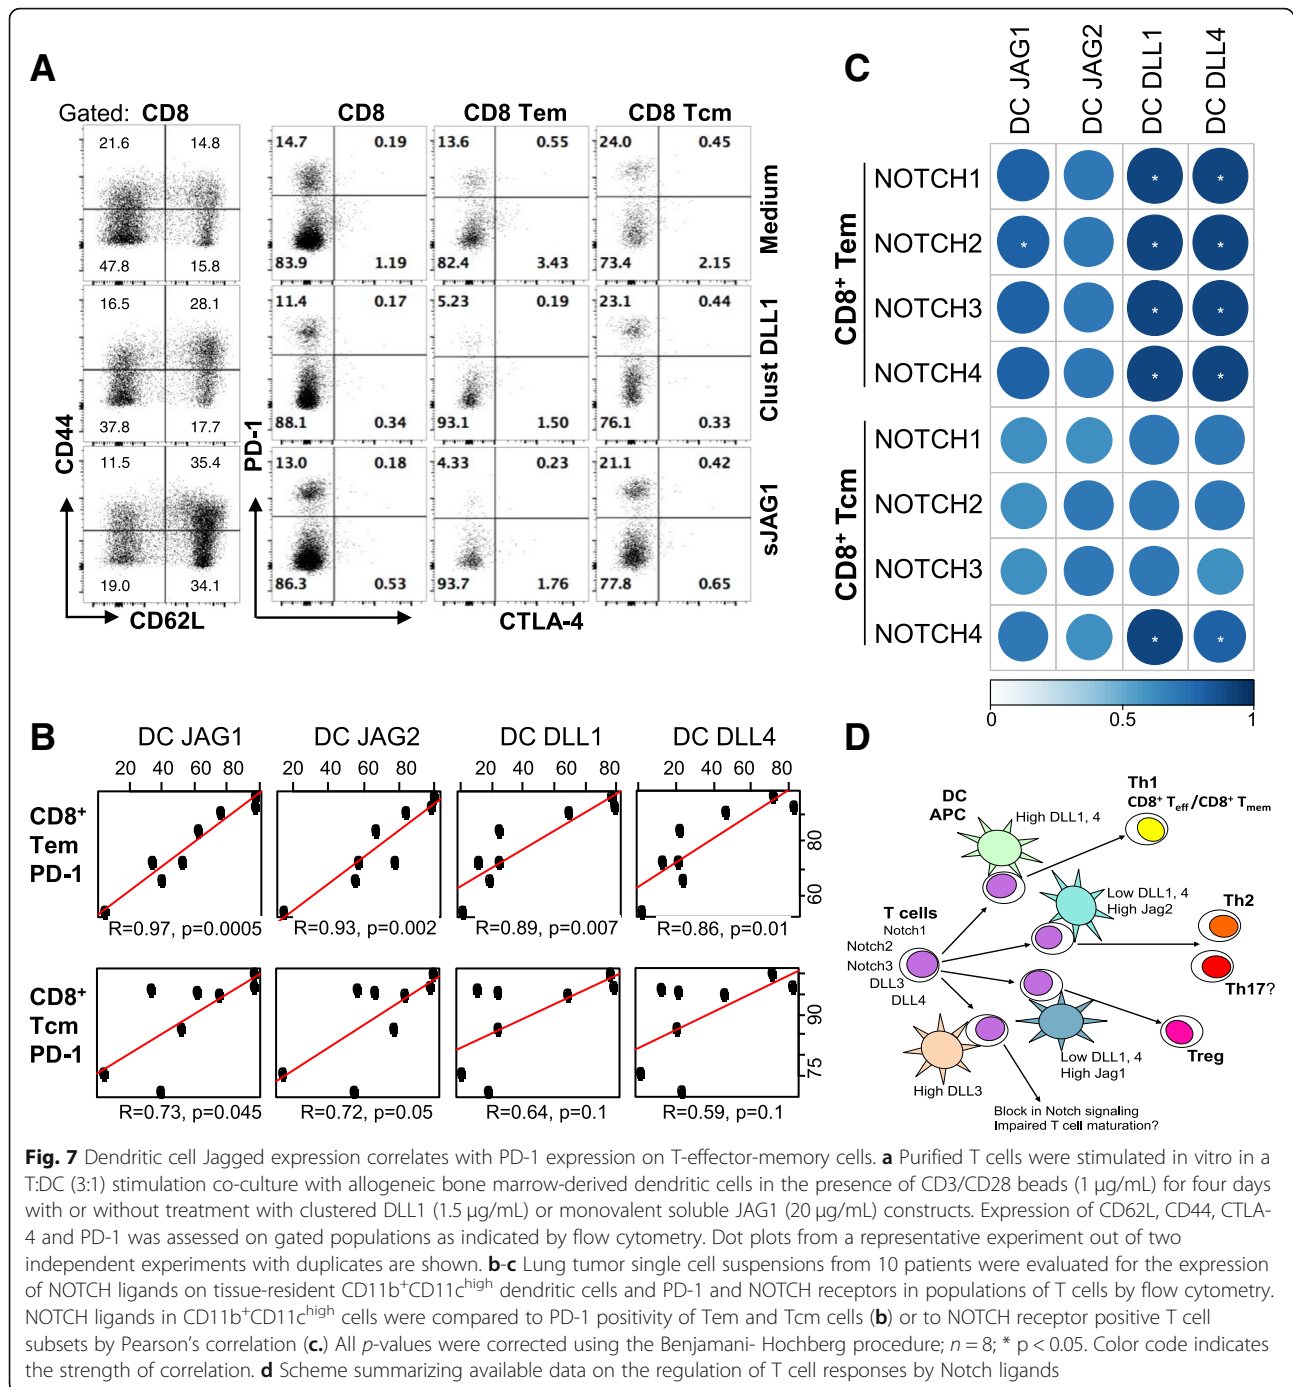 A
Gated: CD8
CD8
CD8 Tem
CD8 Tcm
21.6 14.8
14.7 0.19
13.6 0.55
24.0 0.45
47.8 15.8
83.9 1.19
82.4 3.43
73.4 2.15
Medium
16.5 28.1
11.4 0.17
5.23 0.19
23.1 0.44
37.8 17.7
88.1 0.34
93.1 1.50
76.1 0.33
Clust DLL1
11.5 35.4
13.0 0.18
4.33 0.23
21.1 0.42
19.0 34.1
86.3 0.53
93.7 1.76
77.8 0.65
sJAG1
CD44
PD-1
CD62L
CTLA-4
C
DC JAG1
DC JAG2
DC DLL1
DC DLL4
CD8+ Tem
NOTCH1 * *
NOTCH2 * * *
NOTCH3 * *
NOTCH4 * *
CD8+ Tcm
NOTCH1
NOTCH2
NOTCH3
NOTCH4 * *
0 0.5 1
B
DC JAG1 DC JAG2 DC DLL1 DC DLL4
20 40 60 80 20 40 60 80 20 40 60 80 20 40 60 80
CD8+
Tem
PD-1
80
60
R=0.97, p=0.0005 R=0.93, p=0.002 R=0.89, p=0.007 R=0.86, p=0.01
CD8+
Tcm
PD-1
90
75
R=0.73, p=0.045 R=0.72, p=0.05 R=0.64, p=0.1 R=0.59, p=0.1
D
DC
APC
High DLL1, 4
Th1
CD8+ Teff/CD8+ Tmem
Low DLL1, 4
High Jag2
Th2
Th17?
T cells
Notch1
Notch2
Notch3
DLL3
DLL4
Low DLL1, 4
High Jag1
Treg
High DLL3
Block in Notch signaling
Impaired T cell maturation?
Fig. 7 Dendritic cell Jagged expression correlates with PD-1 expression on T-effector-memory cells. a Purified T cells were stimulated in vitro in a
T:DC (3:1) stimulation co-culture with allogeneic bone marrow-derived dendritic cells in the presence of CD3/CD28 beads (1 μg/mL) for four days
with or without treatment with clustered DLL1 (1.5 μg/mL) or monovalent soluble JAG1 (20 μg/mL) constructs. Expression of CD62L, CD44, CTLA-
4 and PD-1 was assessed on gated populations as indicated by flow cytometry. Dot plots from a representative experiment out of two
independent experiments with duplicates are shown. b-c Lung tumor single cell suspensions from 10 patients were evaluated for the expression
of NOTCH ligands on tissue-resident CD11b+CD11chigh dendritic cells and PD-1 and NOTCH receptors in populations of T cells by flow cytometry.
NOTCH ligands in CD11b+CD11chigh cells were compared to PD-1 positivity of Tem and Tcm cells (b) or to NOTCH receptor positive T cell
subsets by Pearson's correlation (c.) All p-values were corrected using the Benjamani- Hochberg procedure; n = 8; * p < 0.05. Color code indicates
the strength of correlation. d Scheme summarizing available data on the regulation of T cell responses by Notch ligands